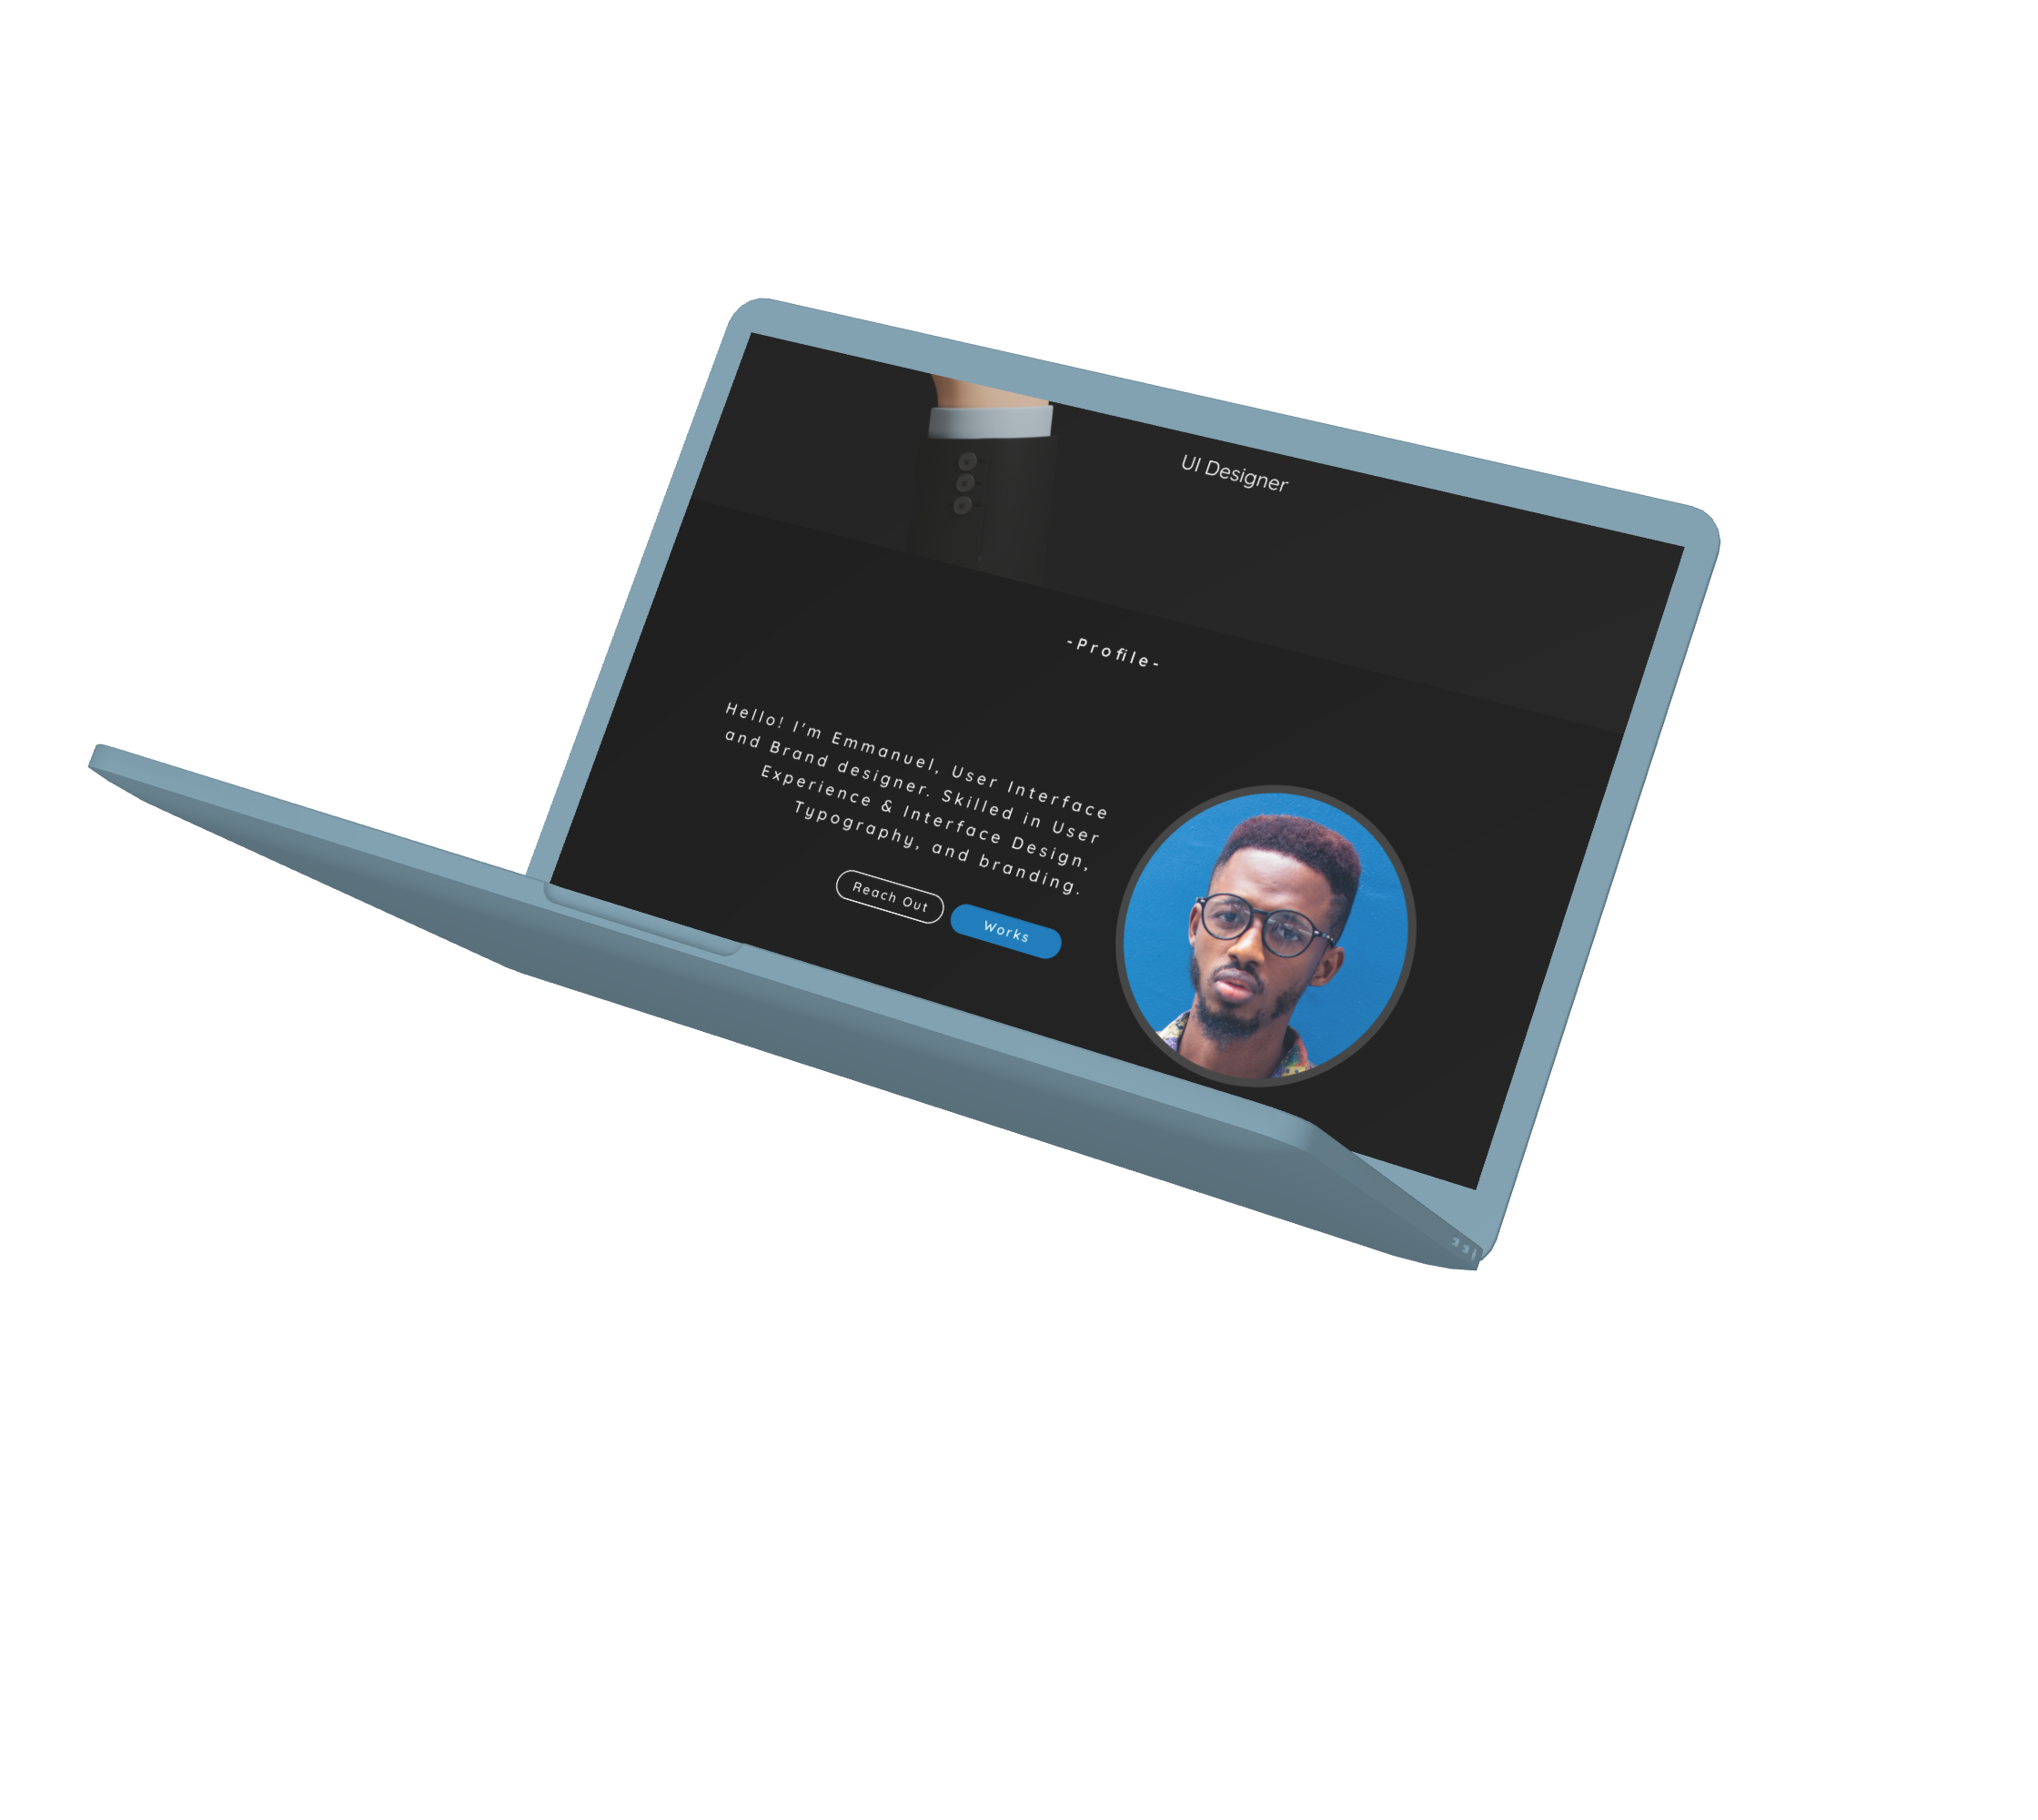 UI Designer
-Profile-
Hello! I'm Emmanuel, User Interface
and Brand designer. Skilled in User
Experience & Interface Design,
Typography, and branding.
Reach Out
Works